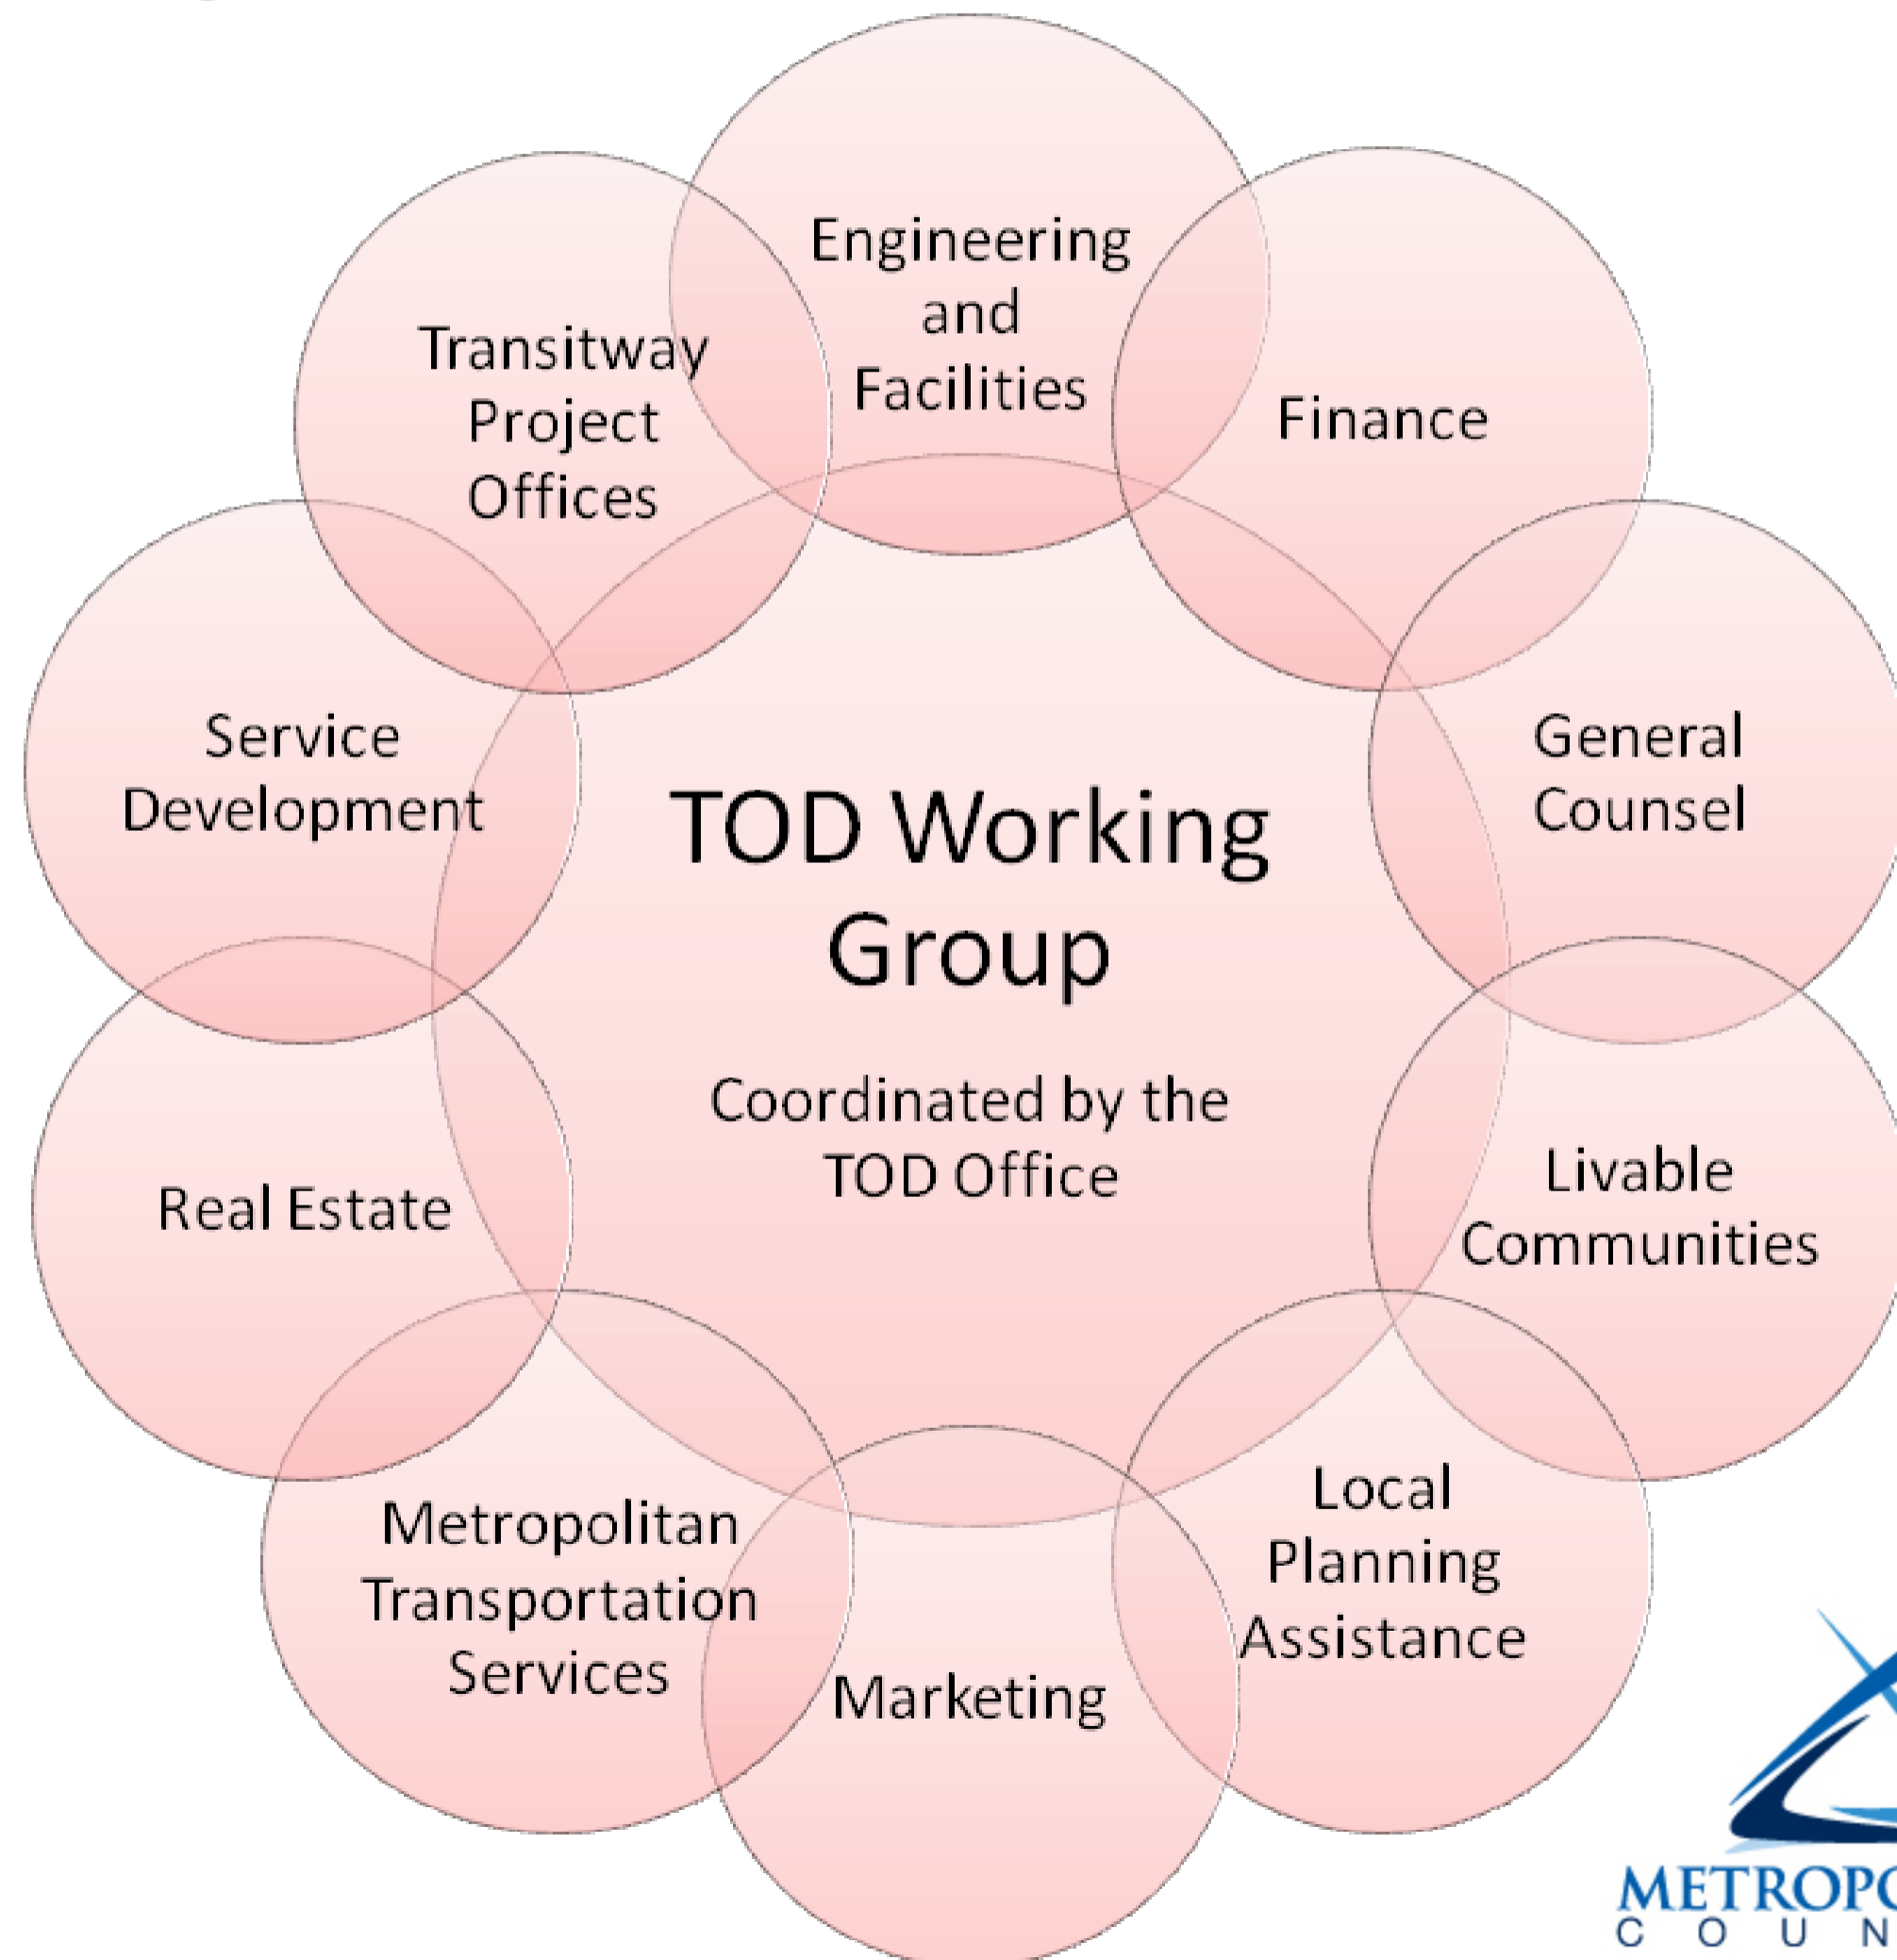 Engineering
and
Facilities
Finance
General
Counsel
Livable
Communities
Local
Planning
Assistance
Marketing
Metropolitan
Transportation
Services
Real Estate
Service
Development
Transitway
Project
Offices
TOD Working
Group
Coordinated by the
TOD Office